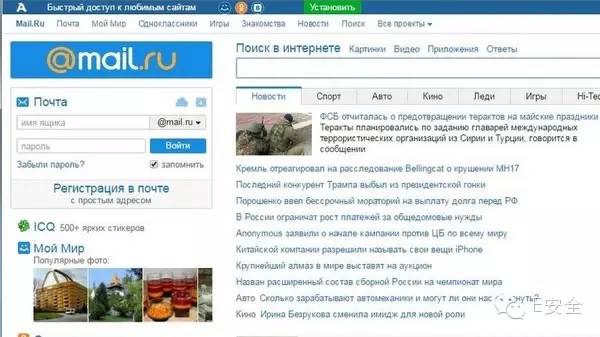 Быстрый доступ к любимым сайтам
Установить
Mail.Ru Почта Мой Мир Одноклассники Игры Знакомства Новости Поиск Все проекты
@mail.ru
Почта
имя ящика @mail.ru
пароль Войти
Забыли пароль? запомнить
Регистрация в почте
с простым адресом
ICQ 500+ ярких стикеров
Мой Мир
Популярные фото:
Поиск в интернете Картинки Видео Приложения Ответы
Новости Спорт Авто Кино Леди Игры Hi-Tec
ФСБ отчиталась о предотвращении терактов на майские праздники
Теракты планировались по заданию главарей международных
террористических организаций из Сирии и Турции, говорится в
сообщении
Кремль отреагировал на расследование Bellingcat о крушении MH17
Последний конкурент Трампа выбыл из президентской гонки
Порошенко ввел бессрочный мораторий на выплату долга перед РФ
В России ограничат рост платежей за общедомовые нужды
Anonymous заявили о начале кампании против ЦБ по всему миру
Китайской компании разрешили называть свои вещи iPhone
Крупнейший алмаз в мире выставят на аукцион
Назван расширенный состав сборной России на чемпионат мира
Авто Сколько зарабатывают автомеханики и могут ли они нас
Кино Ирина Безрукова сменила имидж для новой роли
E安全